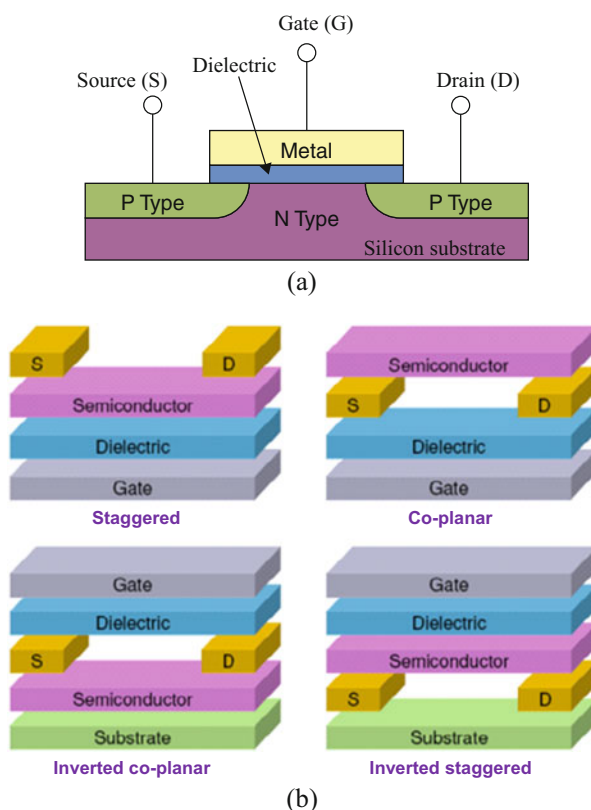 Gate (G)
Dielectric
Source (S)
Drain (D)
Metal
P Type
P Type
N Type
Silicon substrate
(a)
S
D
Semiconductor
Dielectric
Gate
Staggered
Semiconductor
S
D
Dielectric
Gate
Co-planar
Gate
Dielectric
S
D
Semiconductor
Substrate
Inverted co-planar
Gate
Dielectric
Semiconductor
S
D
Substrate
Inverted staggered
(b)